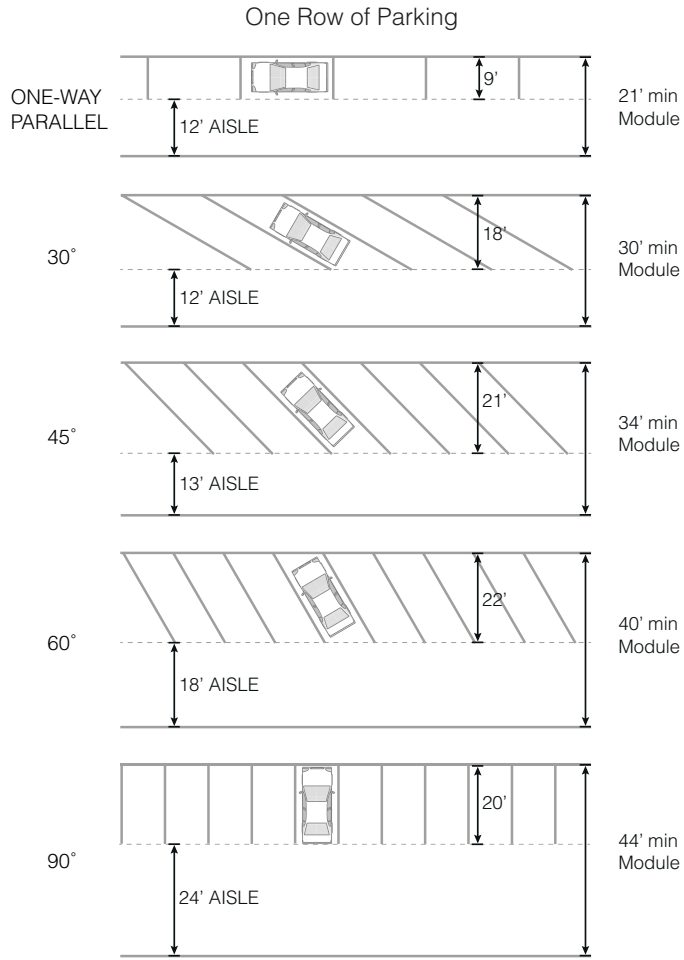 One Row of Parking
ONE-WAY
PARALLEL
9’
12’ AISLE
21’ min
Module
30˚
18’
12’ AISLE
30’ min
Module
45˚
21’
13’ AISLE
34’ min
Module
60˚
22’
18’ AISLE
40’ min
Module
90˚
20’
24’ AISLE
44’ min
Module